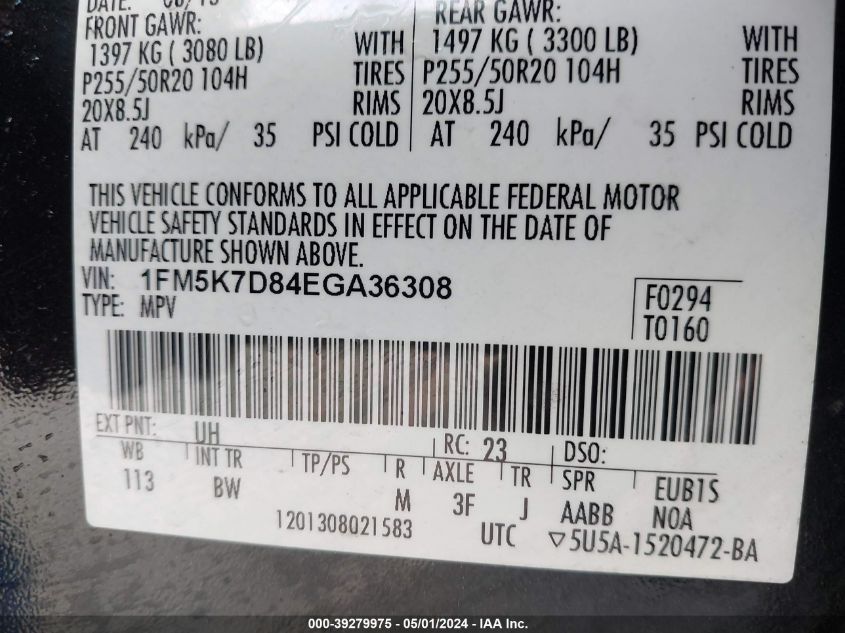 DATE:
FRONT GAWR:
1397 KG ( 3080 LB) WITH
P255/50R20 104H TIRES
20X8.5J RIMS
AT 240 kPa/ 35 PSI COLD
REAR GAWR:
1497 KG ( 3300 LB) WITH
P255/50R20 104H TIRES
20X8.5J RIMS
AT 240 kPa/ 35 PSI COLD
THIS VEHICLE CONFORMS TO ALL APPLICABLE FEDERAL MOTOR
VEHICLE SAFETY STANDARDS IN EFFECT ON THE DATE OF
MANUFACTURE SHOWN ABOVE.
VIN: 1FM5K7D84EGA36308
TYPE: MPV
F0294
T0160
EXT PNT: UH RC: 23 DSO:
WB INT TR TP/PS R AXLE TR SPR EUB1S
113 BW M 3F J AABB NOA
1201308021583 UTC ▽5U5A-1520472-BA
000-39279975 - 05/01/2024 - IAA Inc.